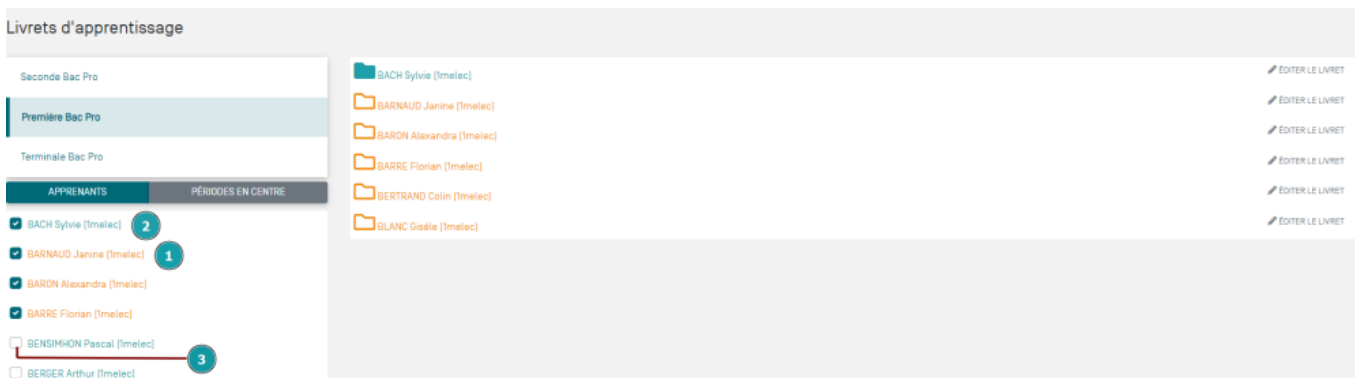 Livrets d'apprentissage
Seconde Bac Pro
Première Bac Pro
Terminale Bac Pro
APPRENANTS
PÉRIODES EN CENTRE
BACH Sylvie (1melec)
2
BARNAUD Janine (1melec)
1
BARON Alexandra (1melec)
BARRE Florian (1melec)
BENSIMHON Pascal (1melec)
3
BERGER Arthur (1melec)
BACH Sylvie (1melec)
ÉDITER LE LIVRET
BARNAUD Janine (1melec)
ÉDITER LE LIVRET
BARON Alexandra (1melec)
ÉDITER LE LIVRET
BARRE Florian (1melec)
ÉDITER LE LIVRET
BERTRAND Colin (1melec)
ÉDITER LE LIVRET
BLANC Gisèle (1melec)
ÉDITER LE LIVRET